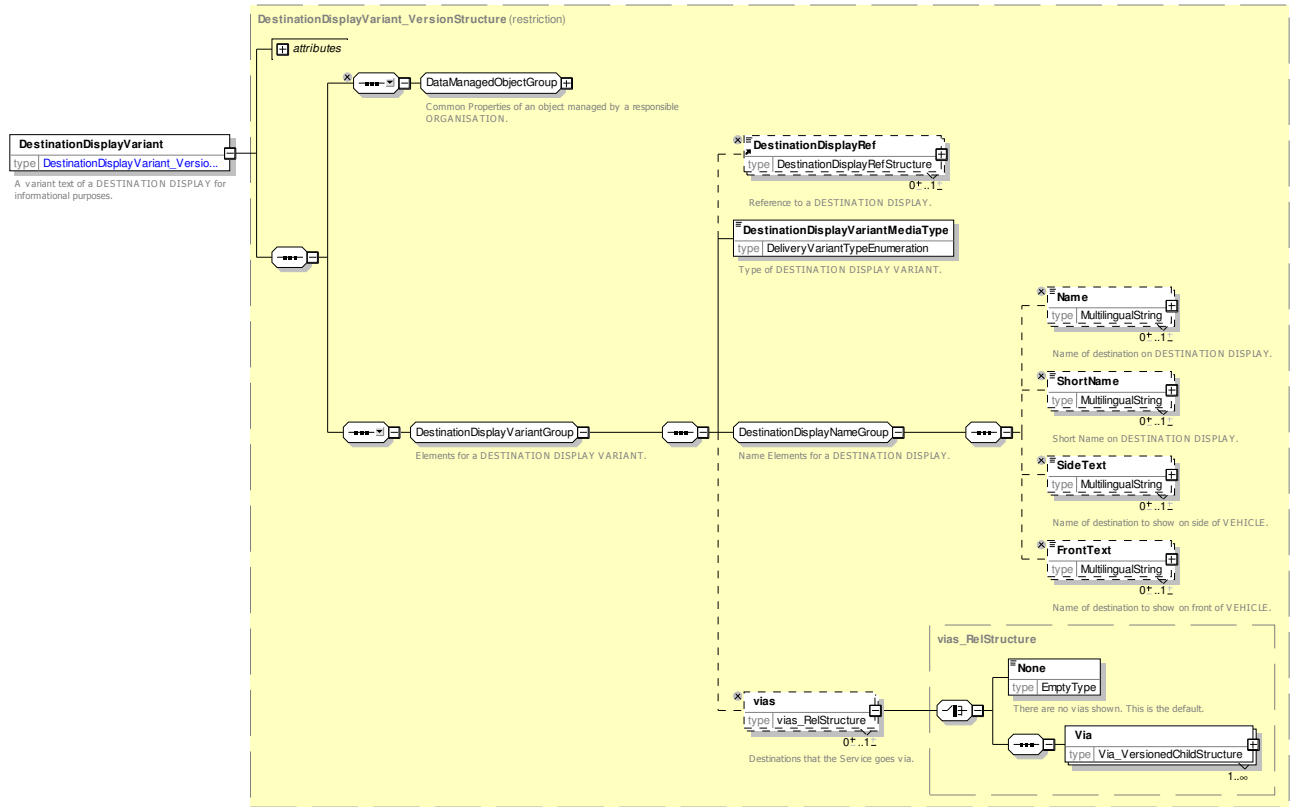 DestinationDisplayVariant_VersionStructure (restriction)
attributes
DataManagedObjectGroup
Common Properties of an object managed by a responsible
ORGANISATION.
DestinationDisplayVariant
type DestinationDisplayVariant_Versio...
A variant text of a DESTINATION DISPLAY for
informational purposes.
DestinationDisplayRef
type DestinationDisplayRefStructure
0..1
Reference to a DESTINATION DISPLAY.
DestinationDisplayVariantMediaType
type DeliveryVariantTypeEnumeration
Type of DESTINATION DISPLAY VARIANT.
DestinationDisplayVariantGroup
Elements for a DESTINATION DISPLAY VARIANT.
DestinationDisplayNameGroup
Name Elements for a DESTINATION DISPLAY.
Name
type MultilingualString
0..1
Name of destination on DESTINATION DISPLAY.
ShortName
type MultilingualString
0..1
Short Name on DESTINATION DISPLAY.
SideText
type MultilingualString
0..1
Name of destination to show on side of VEHICLE.
FrontText
type MultilingualString
0..1
Name of destination to show on front of VEHICLE.
vias
type vias_RelStructure
0..1
Destinations that the Service goes via.
vias_RelStructure
None
type EmptyType
There are no vias shown. This is the default.
Via
type Via_VersionedChildStructure
1..∞